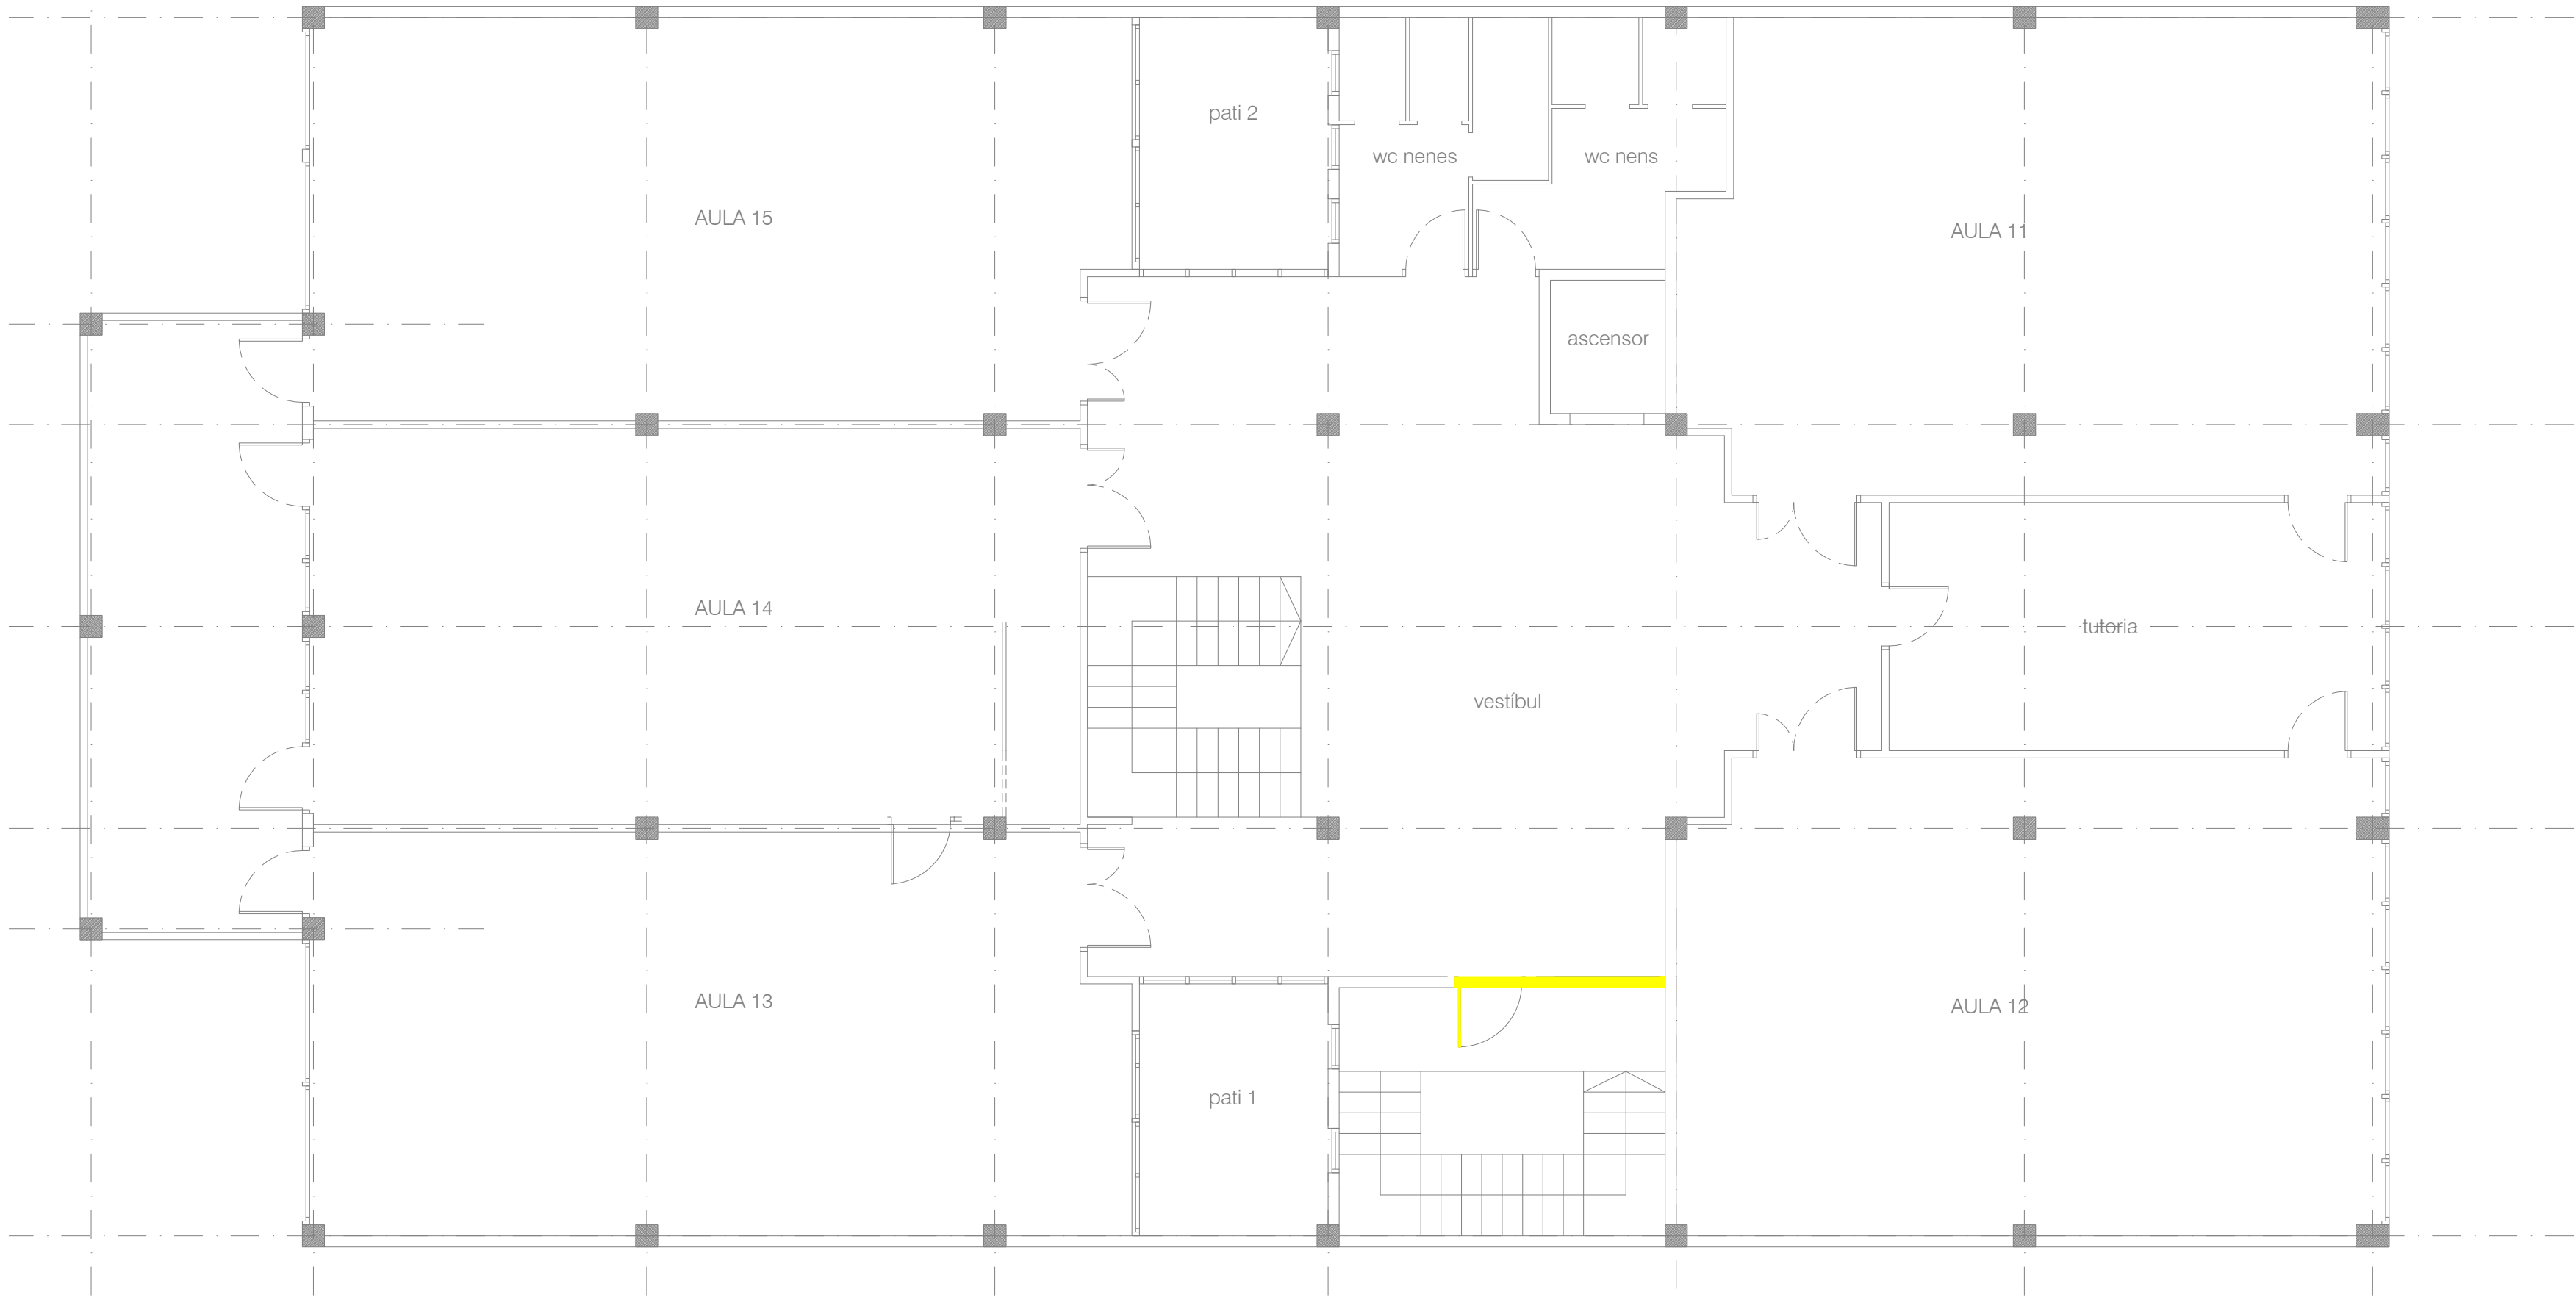 pati 2
wc nenes
wc nens
AULA 15
AULA 11
ascensor
AULA 14
tutoria
vestíbul
AULA 13
AULA 12
pati 1